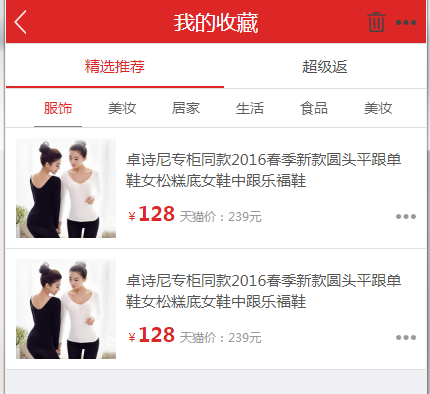 我的收藏
精选推荐 超级返
服饰 美妆 居家 生活 食品 美妆
卓诗尼专柜同款2016春季新款圆头平跟单
鞋女松糕底女鞋中跟乐福鞋
￥128 天猫价：239元
卓诗尼专柜同款2016春季新款圆头平跟单
鞋女松糕底女鞋中跟乐福鞋
￥128 天猫价：239元